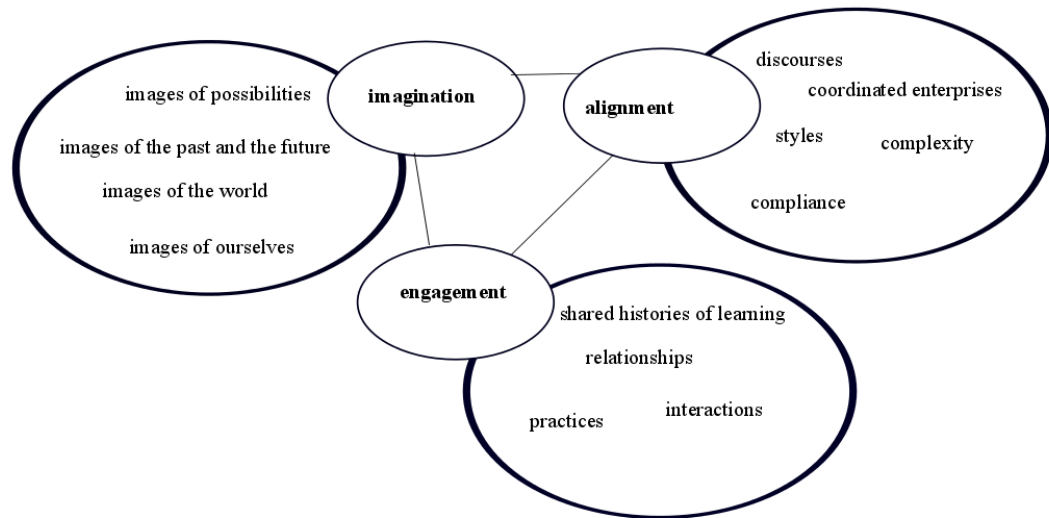 imagination
images of possibilities
images of the past and the future
images of the world
images of ourselves
alignment
discourses
coordinated enterprises
styles
complexity
compliance
engagement
shared histories of learning
relationships
interactions
practices